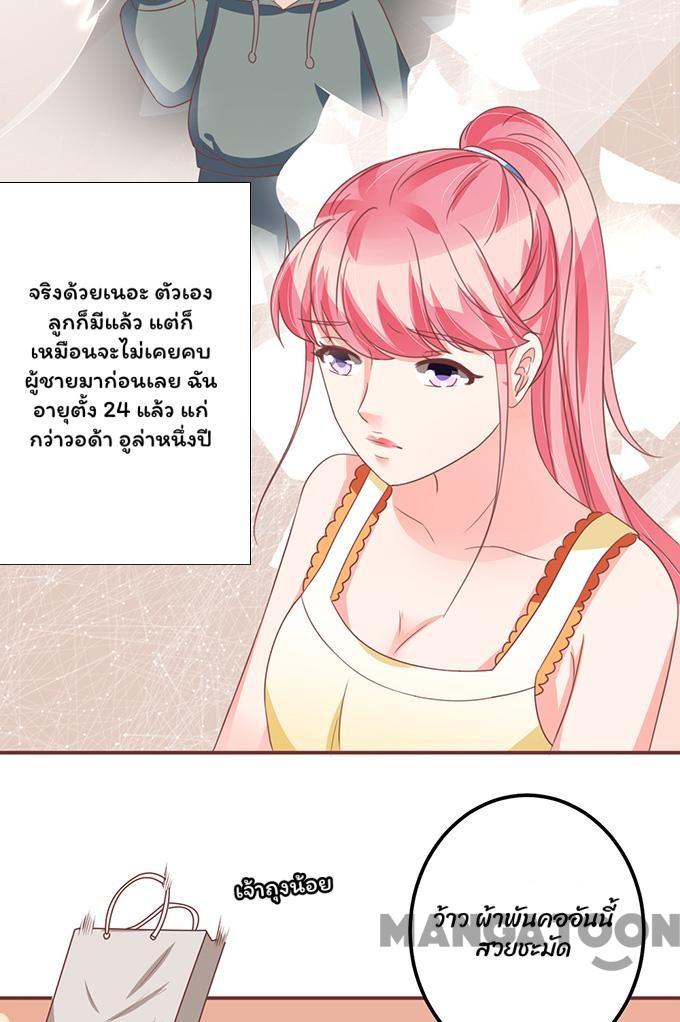 จริงด้วยเนอะ ตัวเอง
ลูกก็มีแล้ว แต่ก็
เหมือนจะไม่เคยคบ
ผู้ชายมาก่อนเลย ฉัน
อายุตั้ง 24 แล้ว แก่
กว่าวอด้า อูล่าหนึ่งปี
เจ้าถุงน้อย
ว้าว ผ้าพันคออันนี้
สวยชะมัด
MANGATOON